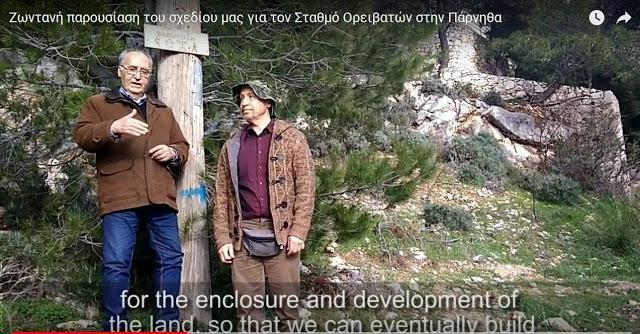 Ζωντανή παρουσίαση του σχεδίου μας για τον Σταθμό Ορειβατών στην Πάρνηθα
for the enclosure and development of
the land, so that we can eventually build